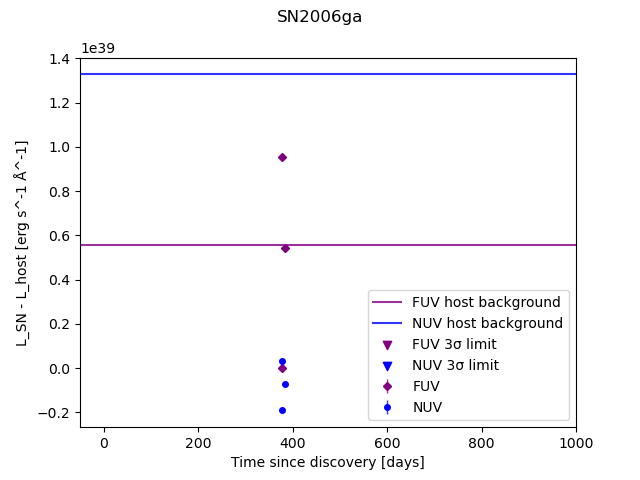 SN2006ga
1e39
1.4
1.2
1.0
0.8
0.6
0.4
0.2
0.0
−0.2
L_SN - L_host [erg s^-1 Å^-1]
FUV host background
NUV host background
FUV 3σ limit
NUV 3σ limit
FUV
NUV
0 200 400 600 800 1000
Time since discovery [days]